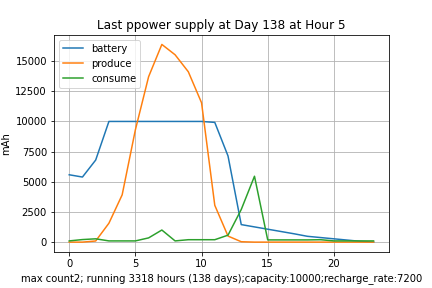 Last ppower supply at Day 138 at Hour 5
battery
produce
consume
mAh
15000
12500
10000
7500
5000
2500
0
0 5 10 15 20
max count2; running 3318 hours (138 days);capacity:10000;recharge_rate:7200